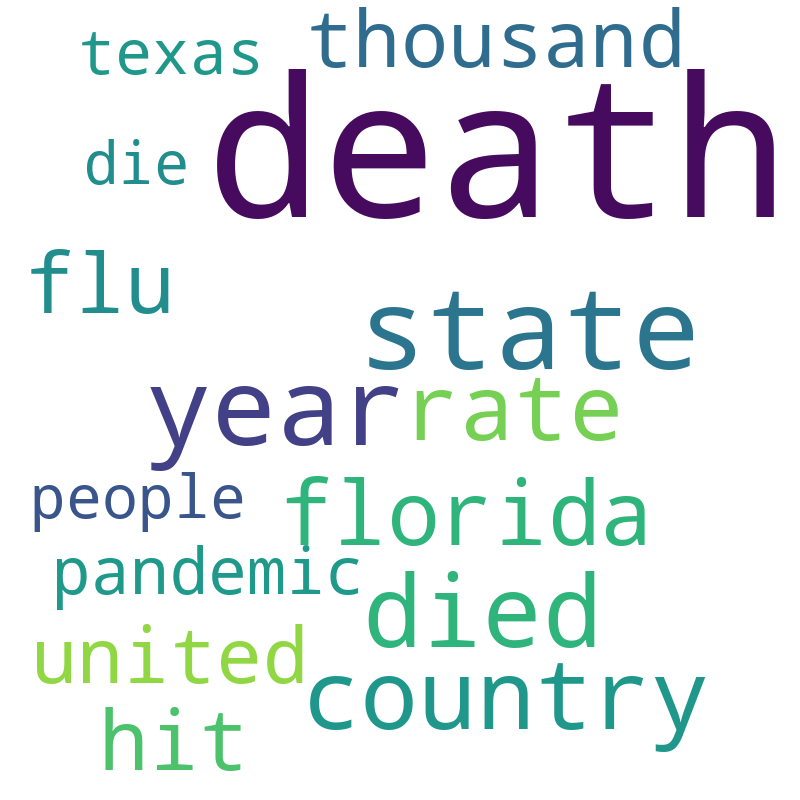 texas thousand
death
die
flu
state
year rate
people florida
pandemic
died
united
country
hit